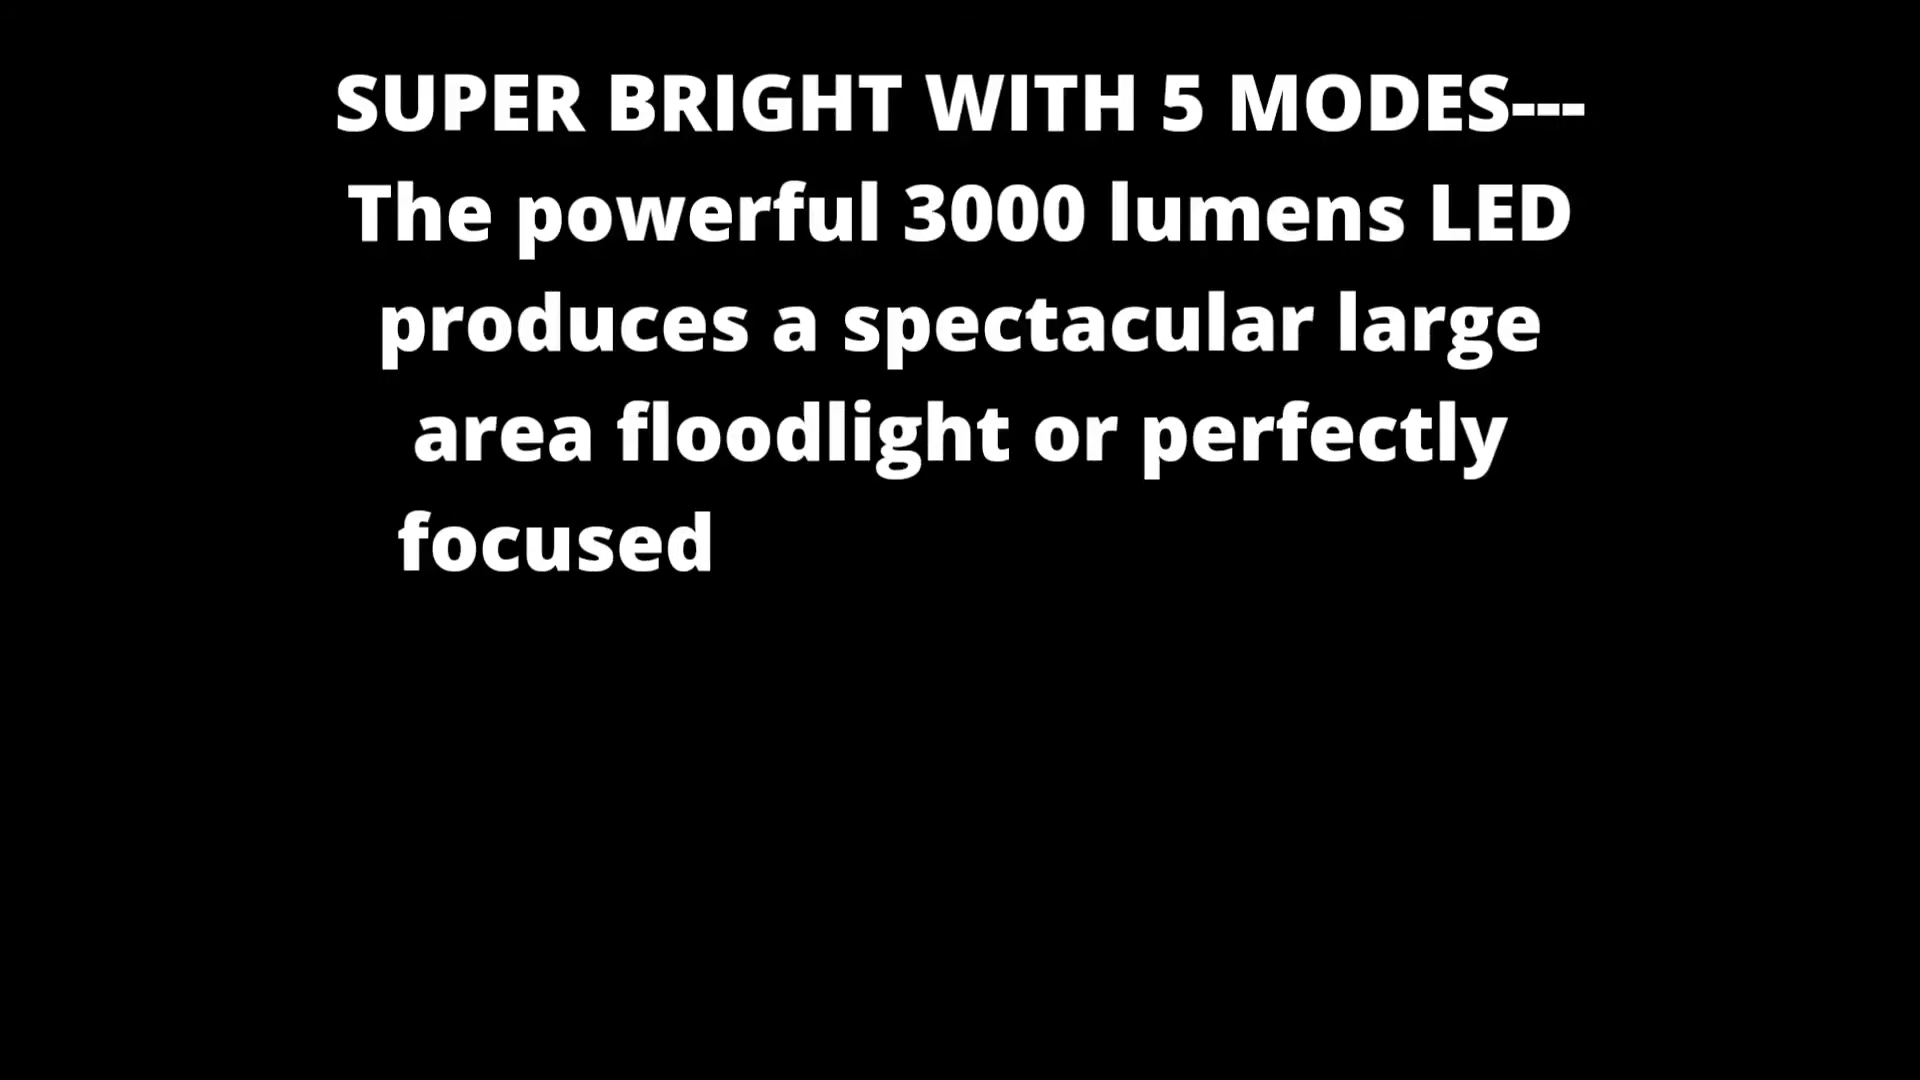 SUPER BRIGHT WITH 5 MODES---
The powerful 3000 lumens LED
produces a spectacular large
area floodlight or perfectly
focused